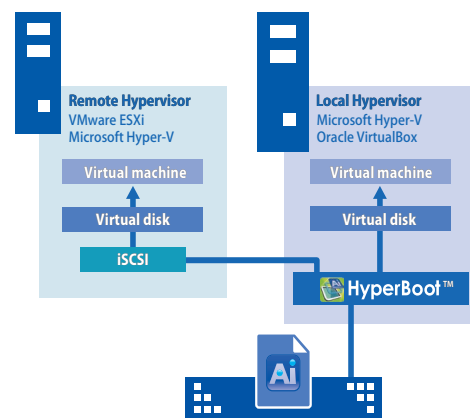 Remote Hypervisor
VMware ESXi
Microsoft Hyper-V
Virtual machine
Virtual disk
iSCSI
Local Hypervisor
Microsoft Hyper-V
Oracle VirtualBox
Virtual machine
Virtual disk
HyperBoot™
Ai